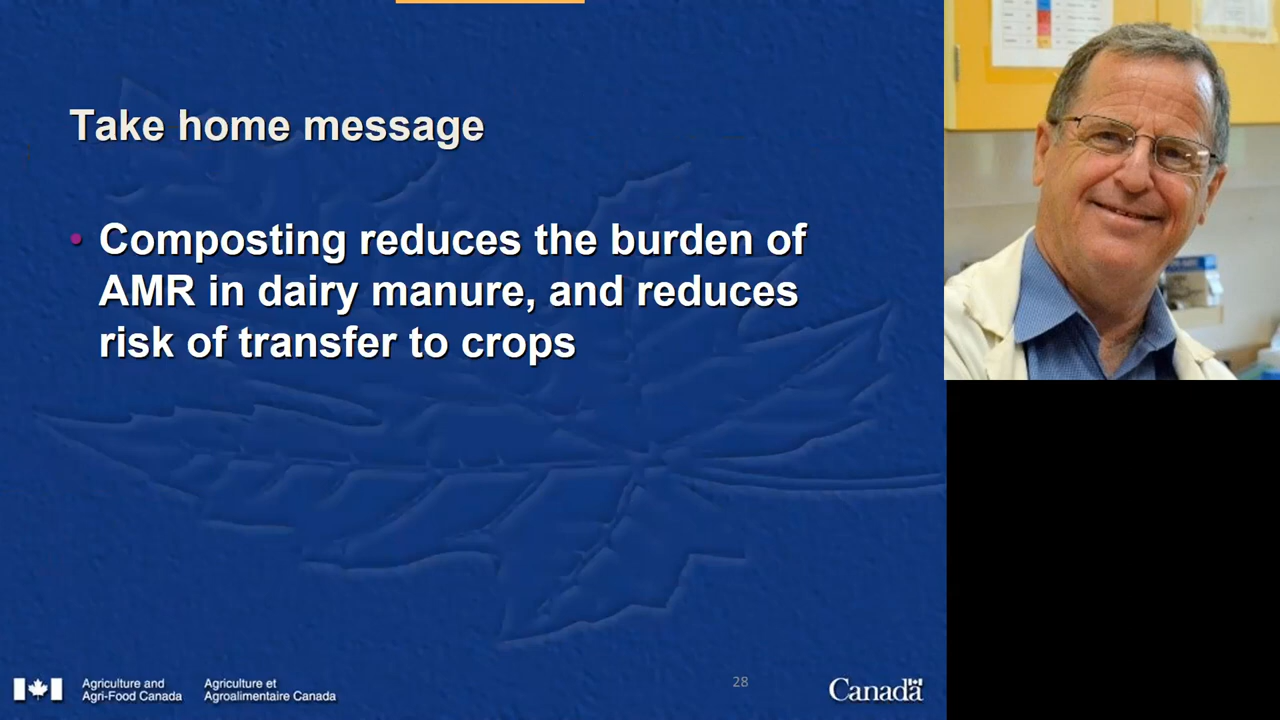 Take home message
• Composting reduces the burden of
AMR in dairy manure, and reduces
risk of transfer to crops
Agriculture and
Agri-Food Canada
Agriculture et
Agroalimentaire Canada
28
Canada